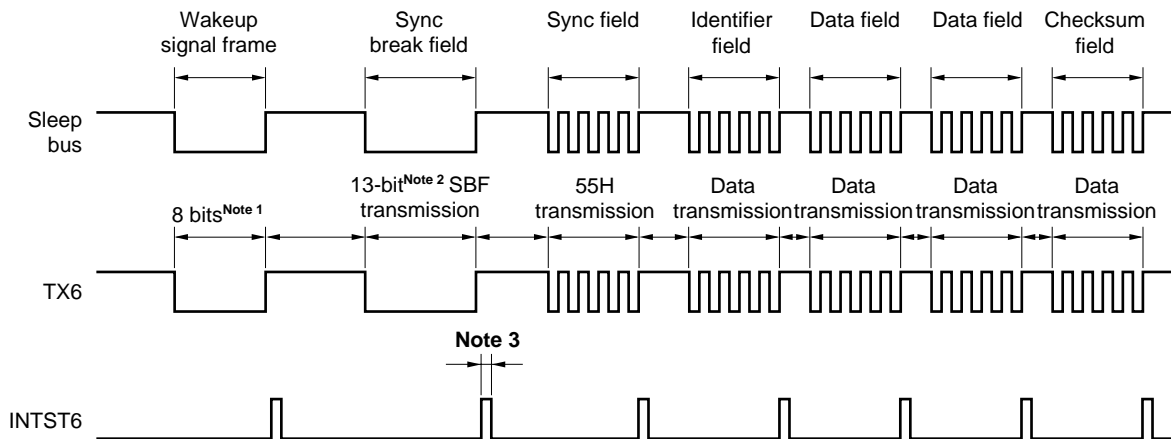 Wakeup
signal frame
Sync
break field
Sync field
Identifier
field
Data field
Data field
Checksum
field
Sleep
bus
8 bitsNote 1
13-bitNote 2 SBF
transmission
55H
transmission
Data
transmission
Data
transmission
Data
transmission
Data
transmission
TX6
Note 3
INTST6